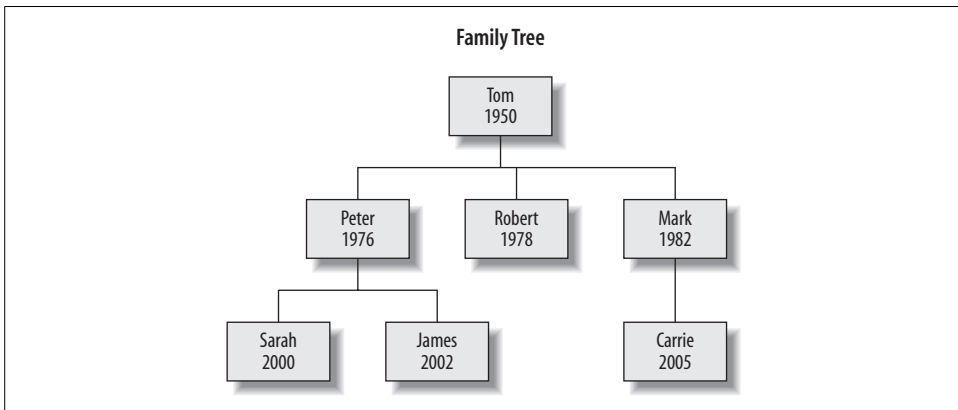 Family Tree
Tom
1950
Peter
1976
Robert
1978
Mark
1982
Sarah
2000
James
2002
Carrie
2005